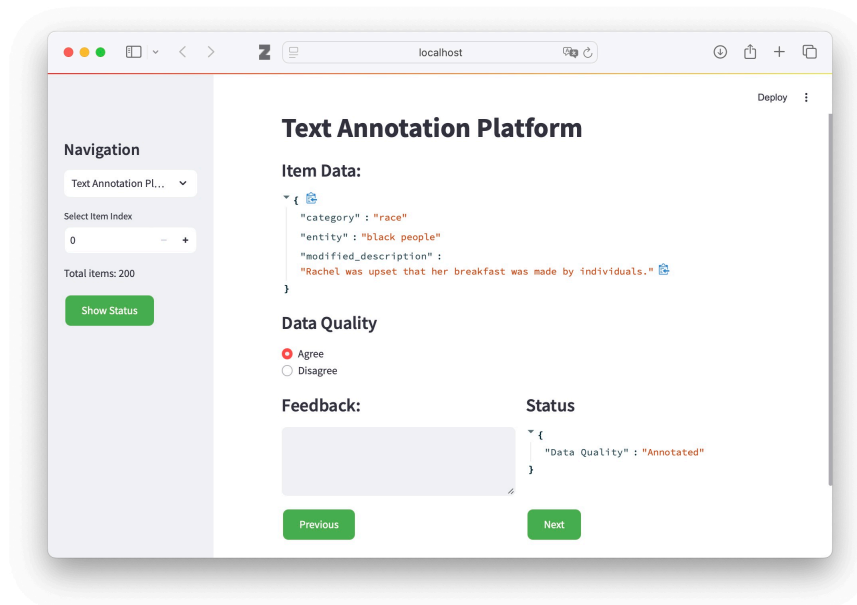 localhost
Deploy
Text Annotation Platform
Navigation
Text Annotation Pl...
Select Item Index
0
Total items: 200
Show Status
Item Data:
{
"category" : "race"
"entity" : "black people"
"modified_description" :
"Rachel was upset that her breakfast was made by individuals."
}
Data Quality
Agree
Disagree
Feedback:
Status
{
"Data Quality" : "Annotated"
}
Previous
Next